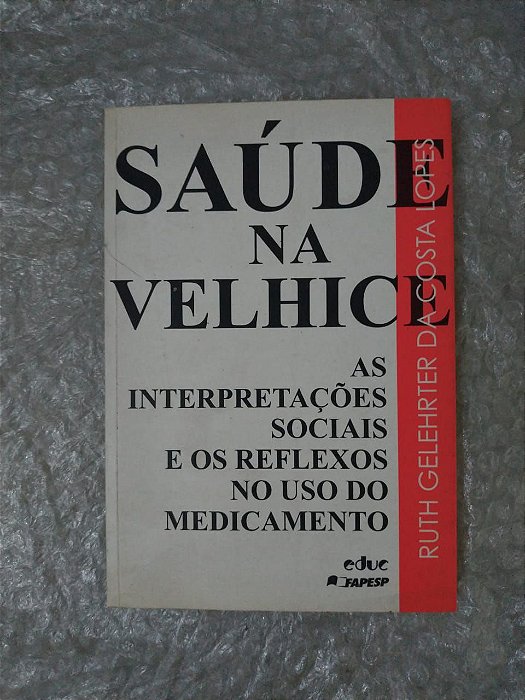 SAÚDE
NA
VELHICE
AS
INTERPRETAÇÕES
SOCIAIS
E OS REFLEXOS
NO USO DO
MEDICAMENTO
educ
FAPESP
RUTH GELEHRTER DA COSTA LOPES